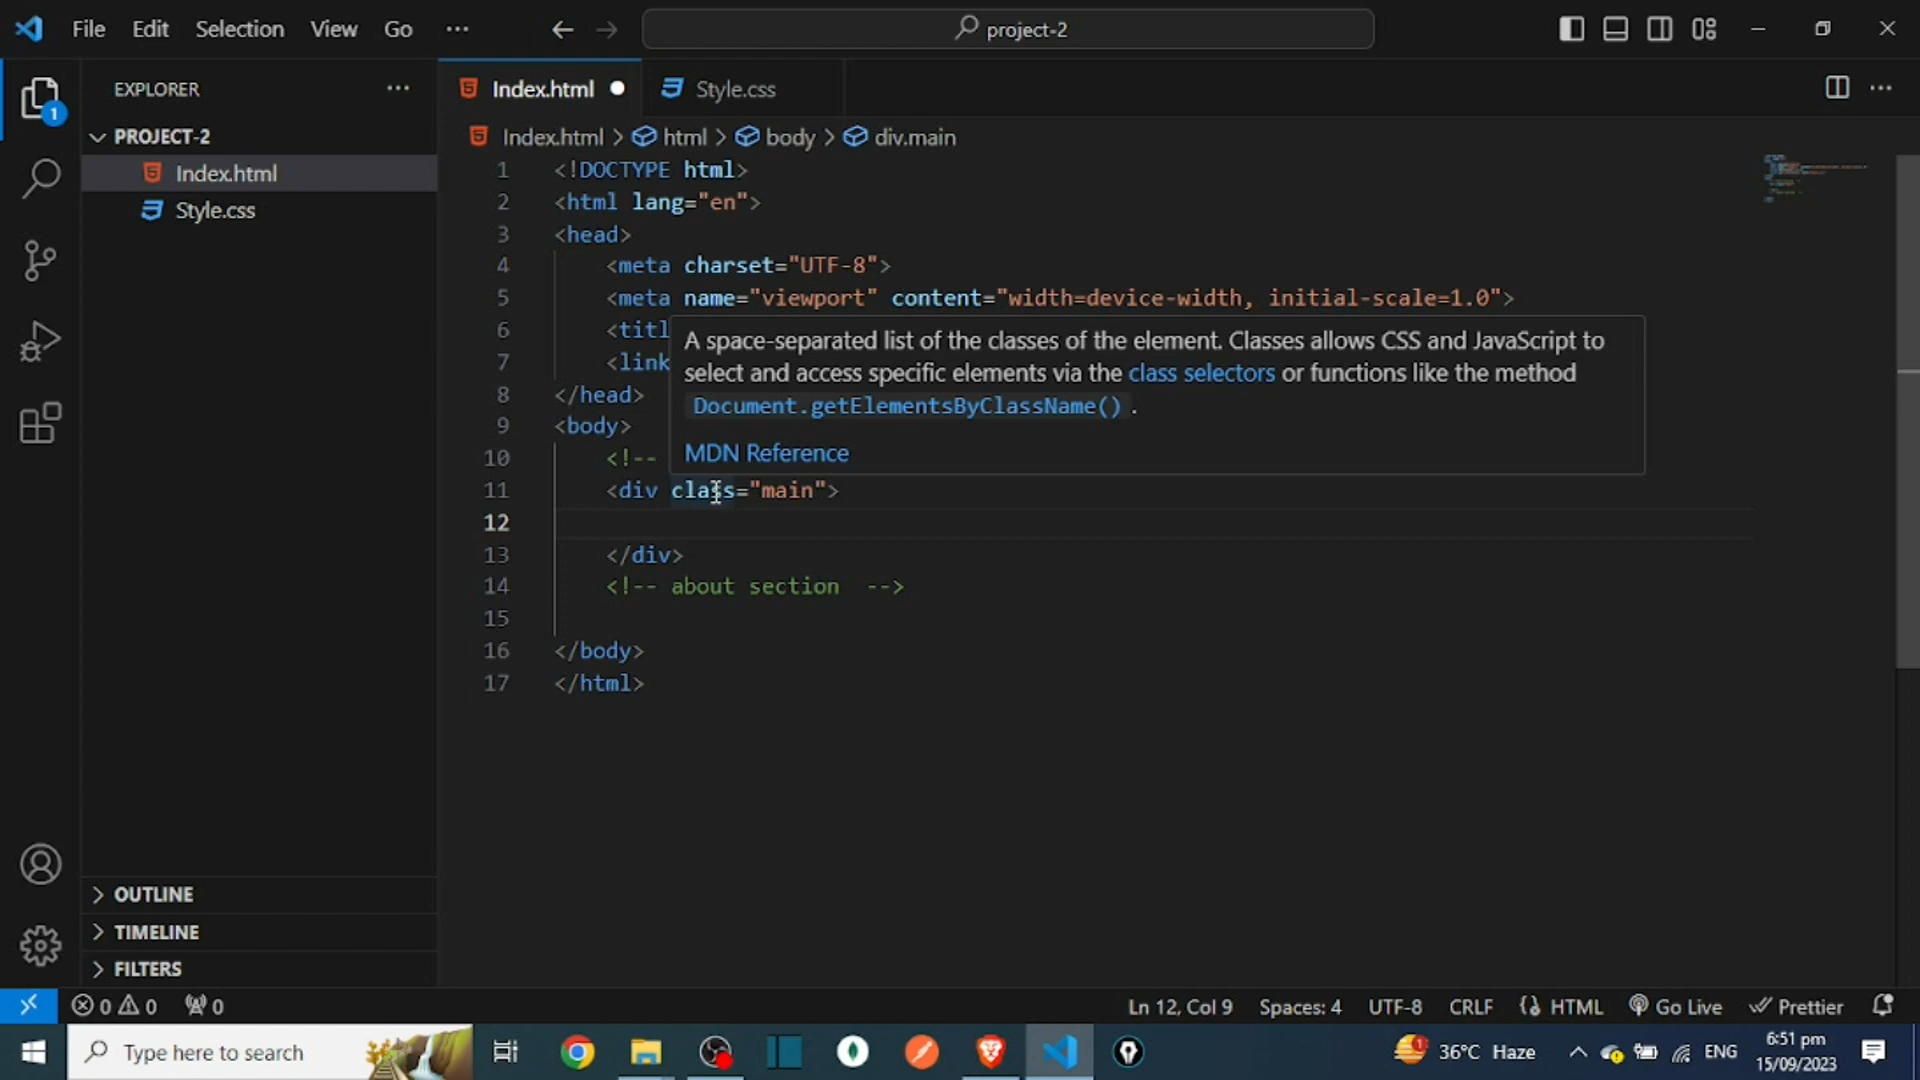 File Edit Selection View Go ··· project-2
EXPLORER ···
PROJECT-2
Index.html
Style.css
OUTLINE
TIMELINE
FILTERS
1
Index.html Style.css
Index.html > html > body > div.main
1 <!DOCTYPE html>
2 <html lang="en">
3 <head>
4 <meta charset="UTF-8">
5 <meta name="viewport" content="width=device-width, initial-scale=1.0">
6 <titl
7 <link
8 </head>
9 <body>
10 <!--
11 <div class="main">
12
13 </div>
14 <!-- about section  -->
15
16 </body>
17 </html>
A space-separated list of the classes of the element. Classes allows CSS and JavaScript to
select and access specific elements via the class selectors or functions like the method
Document.getElementsByClassName() .
MDN Reference
0 0 0 Ln 12, Col 9 Spaces: 4 UTF-8 CRLF HTML Go Live Prettier
Type here to search 1 36°C Haze ENG 6:51 pm
15/09/2023